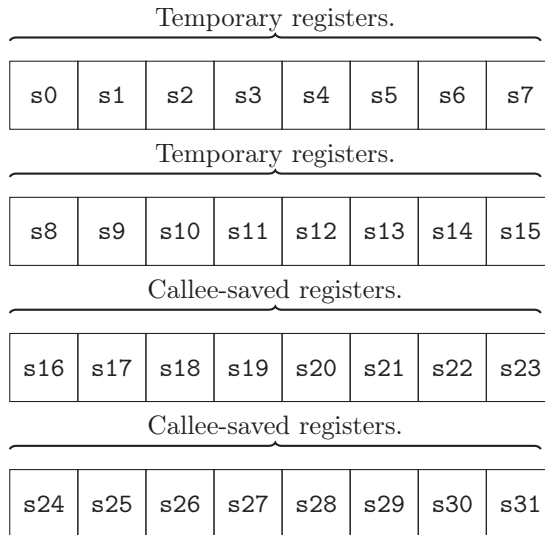 Temporary registers.
s0 s1 s2 s3 s4 s5 s6 s7
Temporary registers.
s8 s9 s10 s11 s12 s13 s14 s15
Callee-saved registers.
s16 s17 s18 s19 s20 s21 s22 s23
Callee-saved registers.
s24 s25 s26 s27 s28 s29 s30 s31